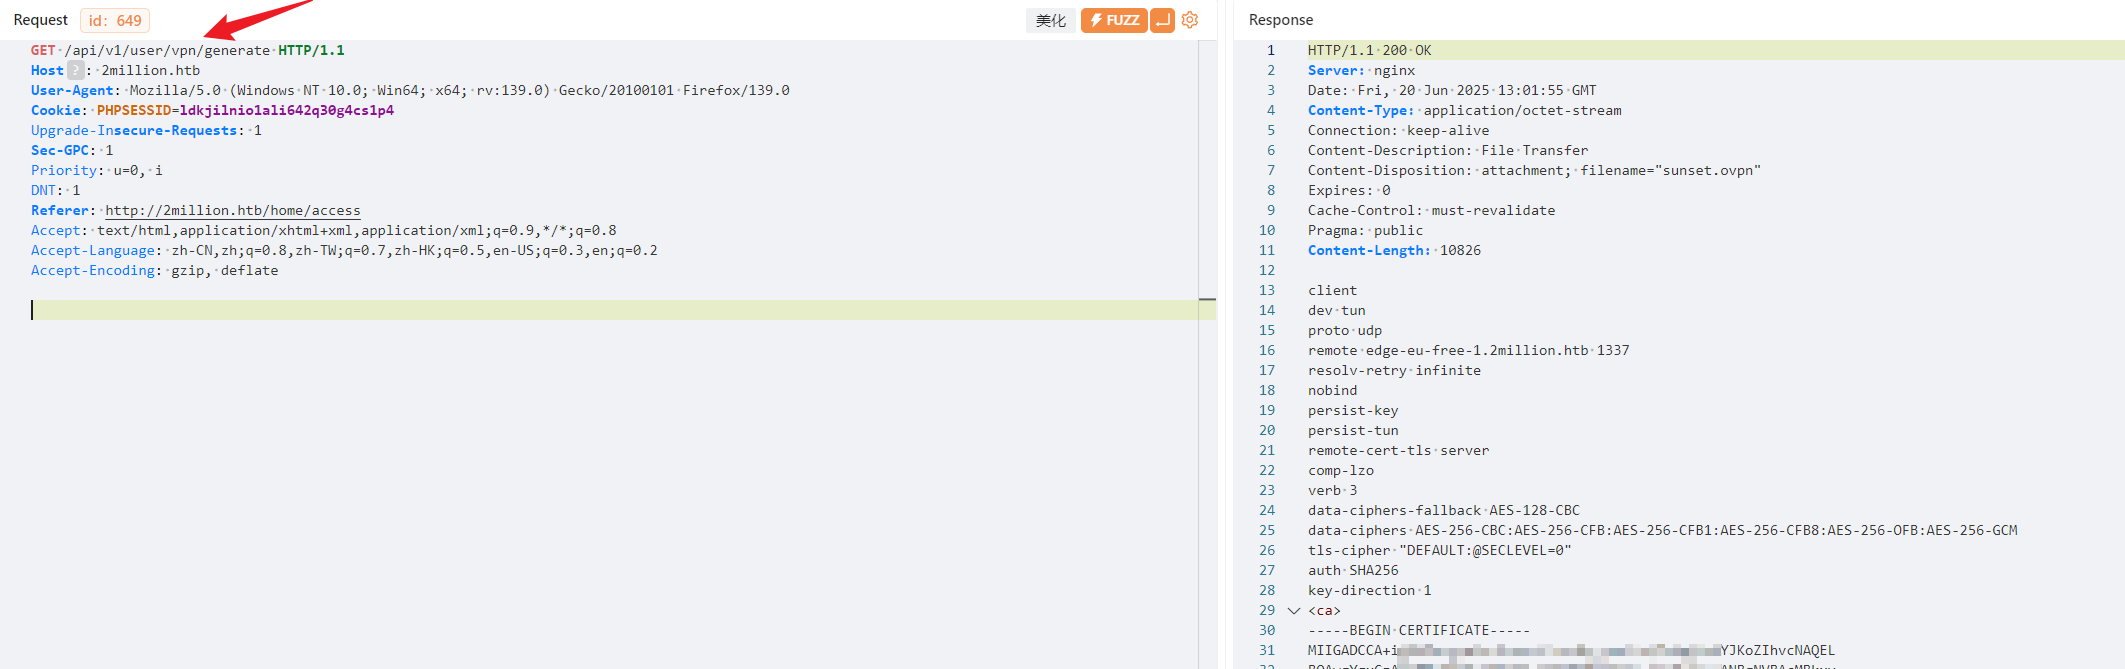 Request id: 649 美化 FUZZ
GET /api/v1/user/vpn/generate HTTP/1.1
Host ? : 2million.htb
User-Agent: Mozilla/5.0 (Windows NT 10.0; Win64; x64; rv:139.0) Gecko/20100101 Firefox/139.0
Cookie: PHPSESSID=ldkjilnio1ali642q30g4cs1p4
Upgrade-Insecure-Requests: 1
Sec-GPC: 1
Priority: u=0, i
DNT: 1
Referer: http://2million.htb/home/access
Accept: text/html,application/xhtml+xml,application/xml;q=0.9,*/*;q=0.8
Accept-Language: zh-CN,zh;q=0.8,zh-TW;q=0.7,zh-HK;q=0.5,en-US;q=0.3,en;q=0.2
Accept-Encoding: gzip, deflate
Response
1 HTTP/1.1 200 OK
2 Server: nginx
3 Date: Fri, 20 Jun 2025 13:01:55 GMT
4 Content-Type: application/octet-stream
5 Connection: keep-alive
6 Content-Description: File Transfer
7 Content-Disposition: attachment; filename="sunset.ovpn"
8 Expires: 0
9 Cache-Control: must-revalidate
10 Pragma: public
11 Content-Length: 10826
12
13 client
14 dev tun
15 proto udp
16 remote edge-eu-free-1.2million.htb 1337
17 resolv-retry infinite
18 nobind
19 persist-key
20 persist-tun
21 remote-cert-tls server
22 comp-lzo
23 verb 3
24 data-ciphers-fallback AES-128-CBC
25 data-ciphers AES-256-CBC:AES-256-CFB:AES-256-CFB1:AES-256-CFB8:AES-256-OFB:AES-256-GCM
26 tls-cipher "DEFAULT:@SECLEVEL=0"
27 auth SHA256
28 key-direction 1
29 <ca>
30 -----BEGIN CERTIFICATE-----
31 MIIGADCCA+i YJKoZIhvcNAQEL